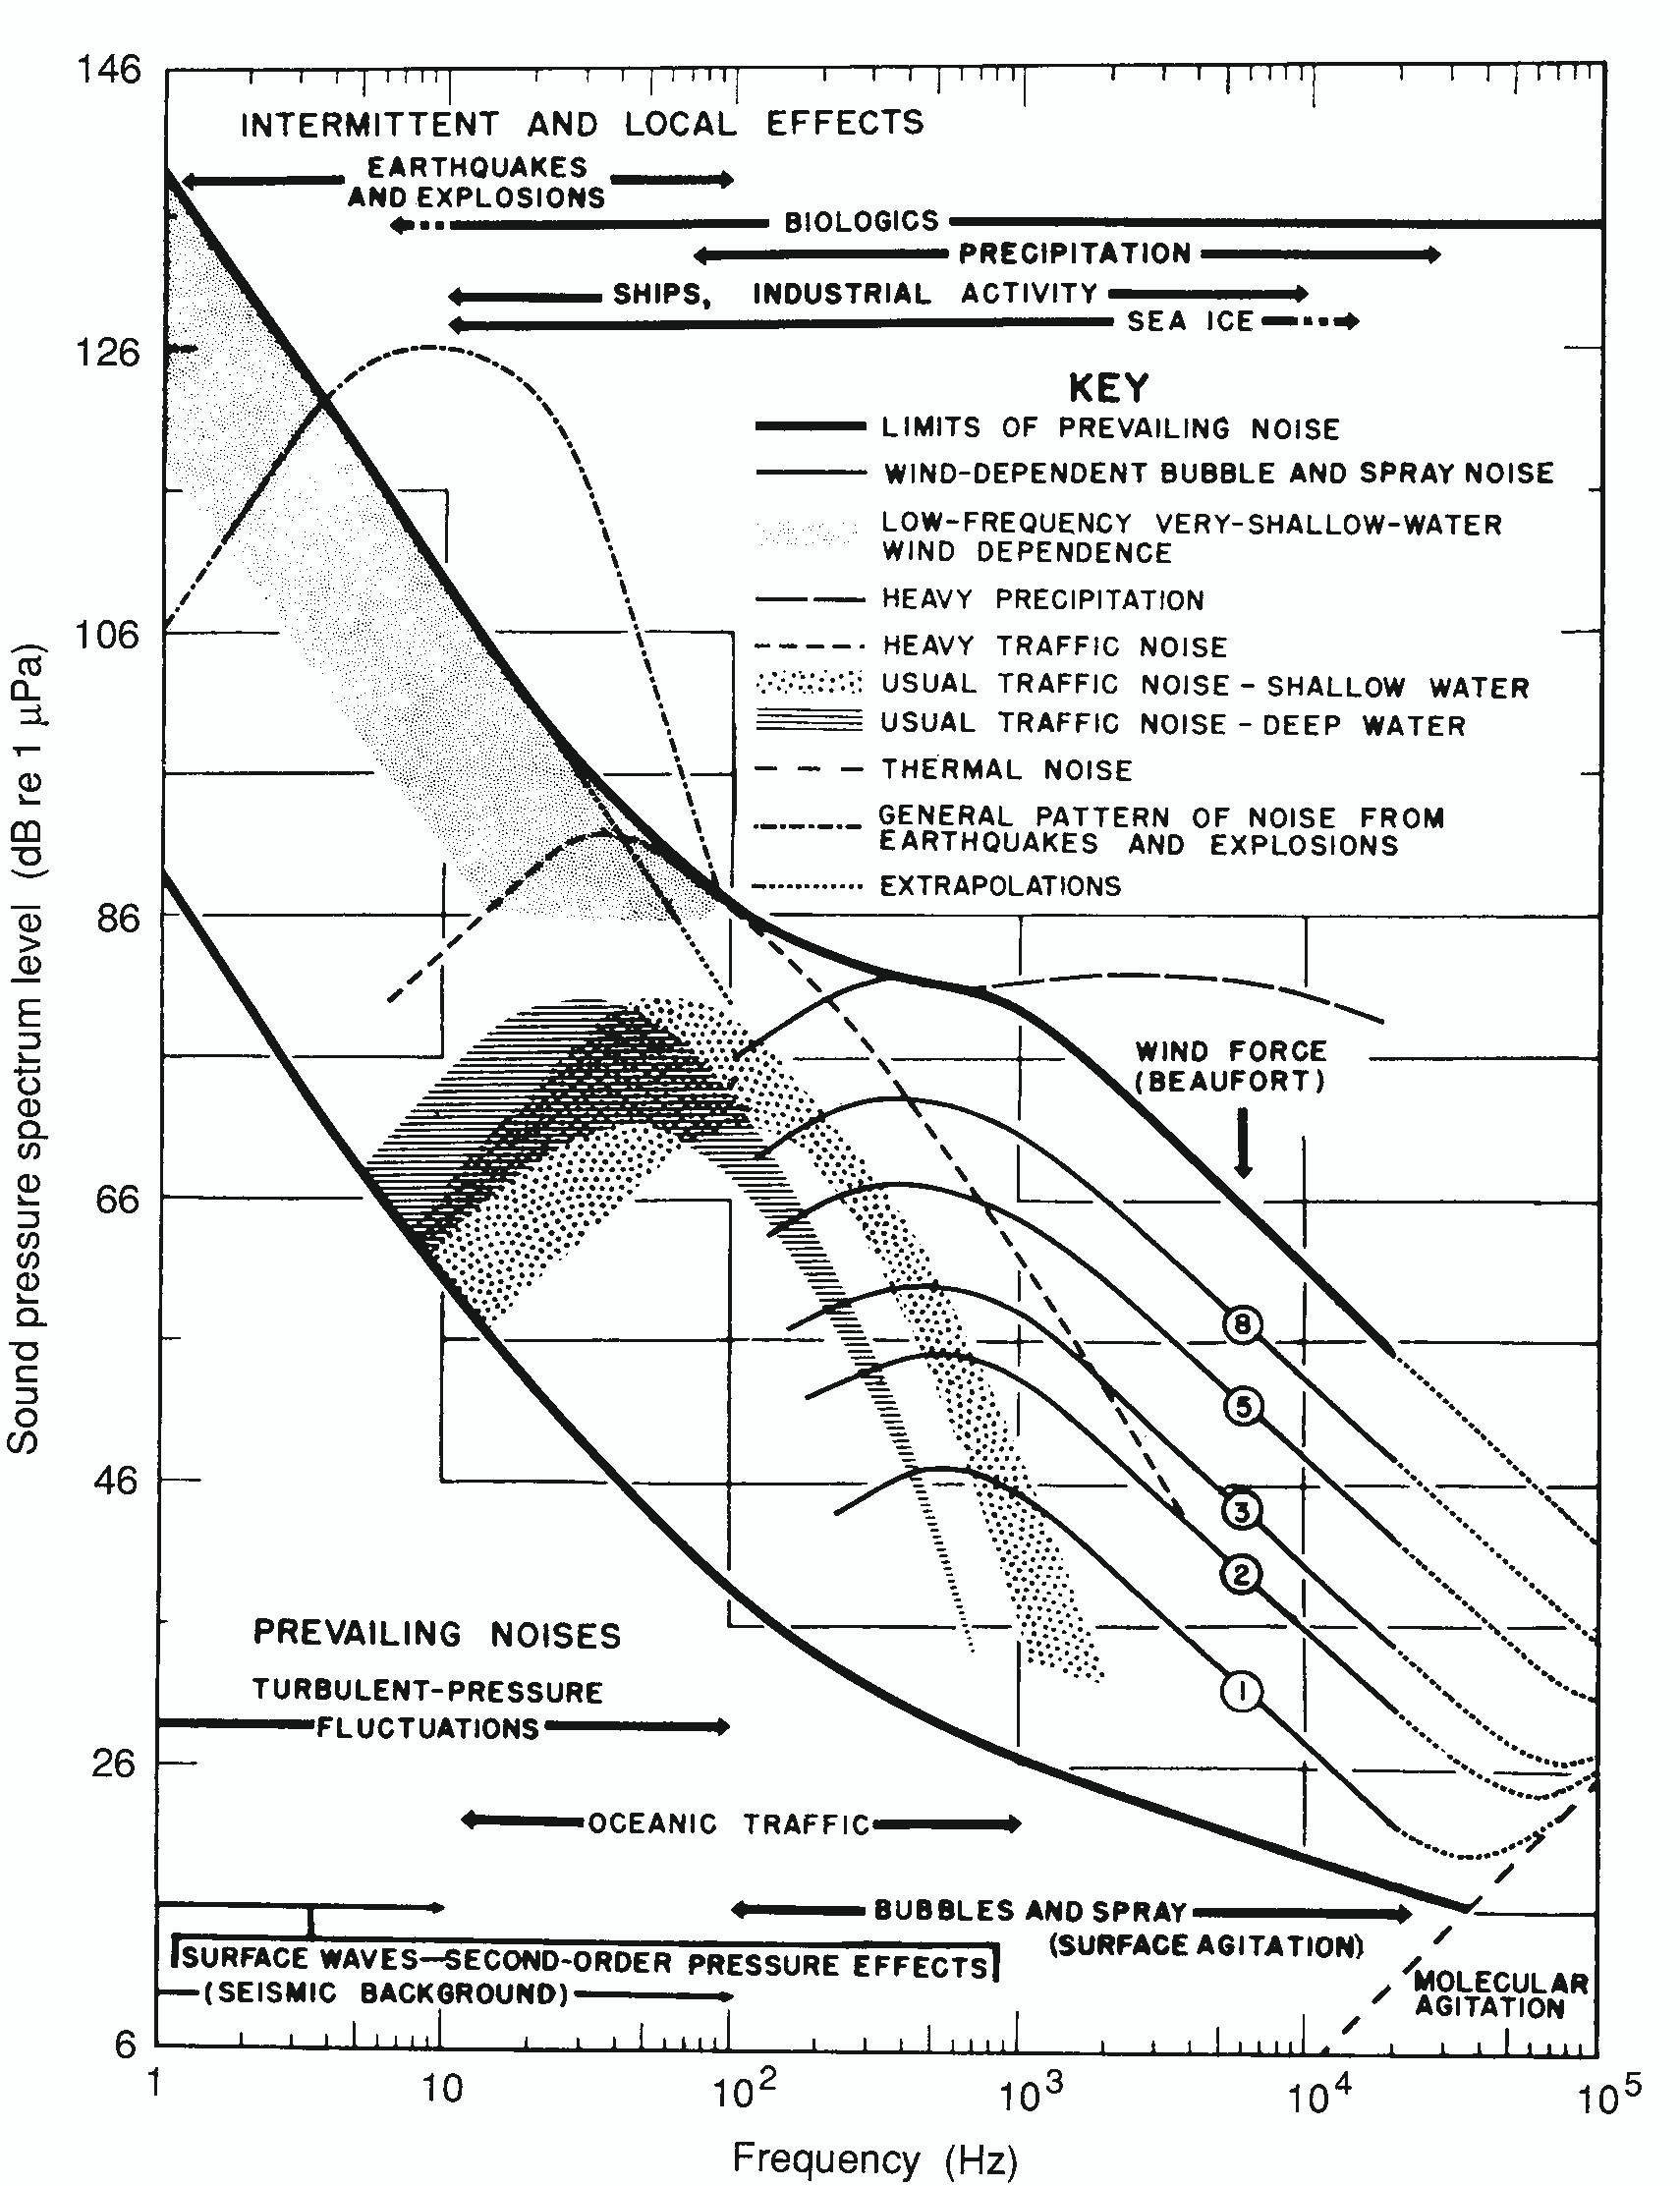 146
INTERMITTENT AND LOCAL EFFECTS
EARTHQUAKES
AND EXPLOSIONS
BIOLOGICS
PRECIPITATION
SHIPS, INDUSTRIAL ACTIVITY
SEA ICE
126
KEY
LIMITS OF PREVAILING NOISE
WIND-DEPENDENT BUBBLE AND SPRAY NOISE
LOW-FREQUENCY VERY-SHALLOW-WATER
WIND DEPENDENCE
HEAVY PRECIPITATION
106
HEAVY TRAFFIC NOISE
USUAL TRAFFIC NOISE - SHALLOW WATER
USUAL TRAFFIC NOISE - DEEP WATER
THERMAL NOISE
GENERAL PATTERN OF NOISE FROM
EARTHQUAKES AND EXPLOSIONS
EXTRAPOLATIONS
86
Sound pressure spectrum level (dB re 1 μPa)
WIND FORCE
(BEAUFORT)
66
8
5
46
3
2
PREVAILING NOISES
1
TURBULENT-PRESSURE
FLUCTUATIONS
26
OCEANIC TRAFFIC
BUBBLES AND SPRAY
(SURFACE AGITATION)
SURFACE WAVES—SECOND-ORDER PRESSURE EFFECTS
(SEISMIC BACKGROUND)
MOLECULAR
AGITATION
6
1 10 10² 10³ 10⁴ 10⁵
Frequency (Hz)